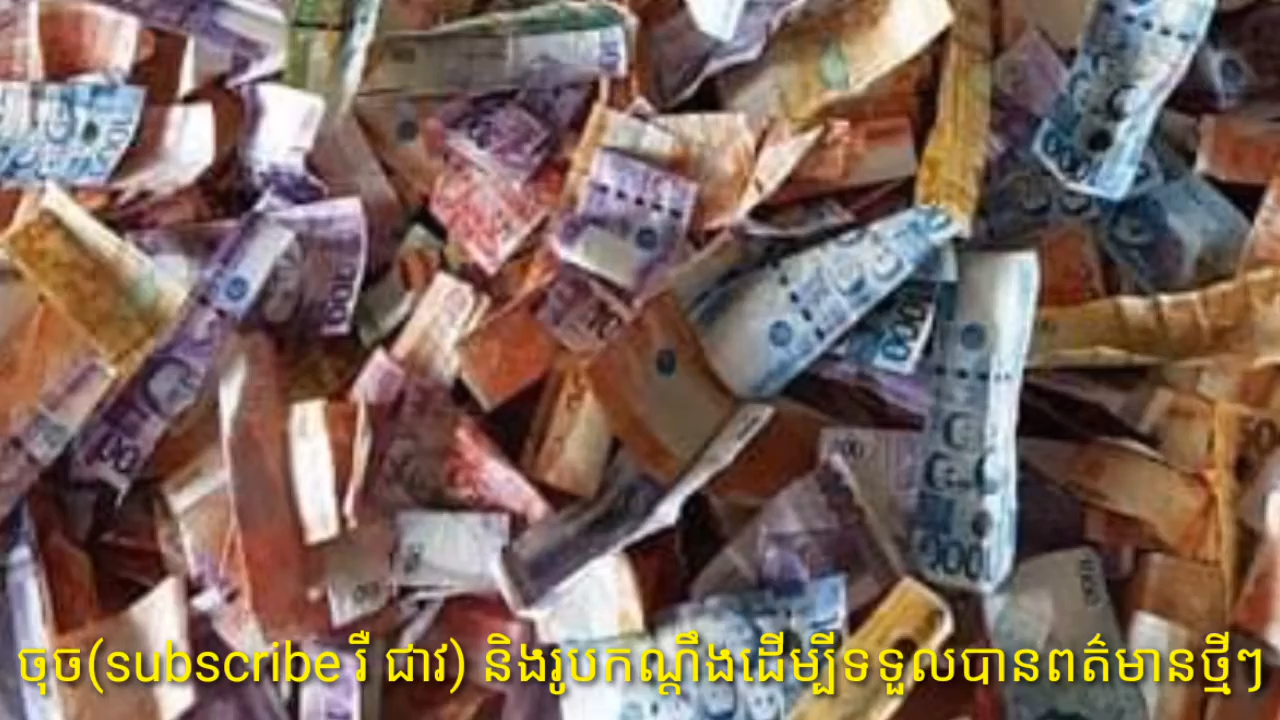 ចុច(subscribe រឺ ជាវ) និងរូបកណ្ដឹងដើម្បីទទួលបានពត៌មានថ្មីៗ